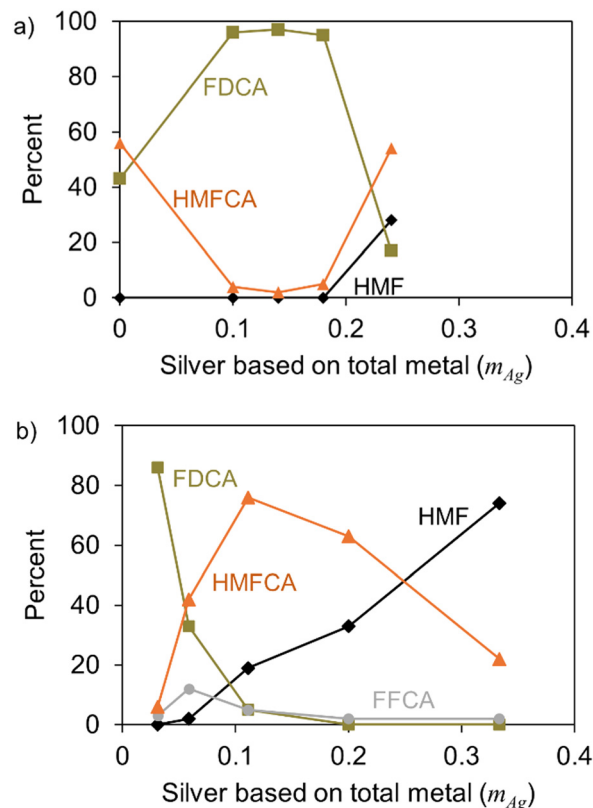 a)
100
80
60
40
20
0
Percent
FDCA
HMFCA
HMF
0 0.1 0.2 0.3 0.4
Silver based on total metal (m_Ag)
b)
100
80
60
40
20
0
Percent
FDCA
HMF
HMFCA
FFCA
0 0.1 0.2 0.3 0.4
Silver based on total metal (m_Ag)